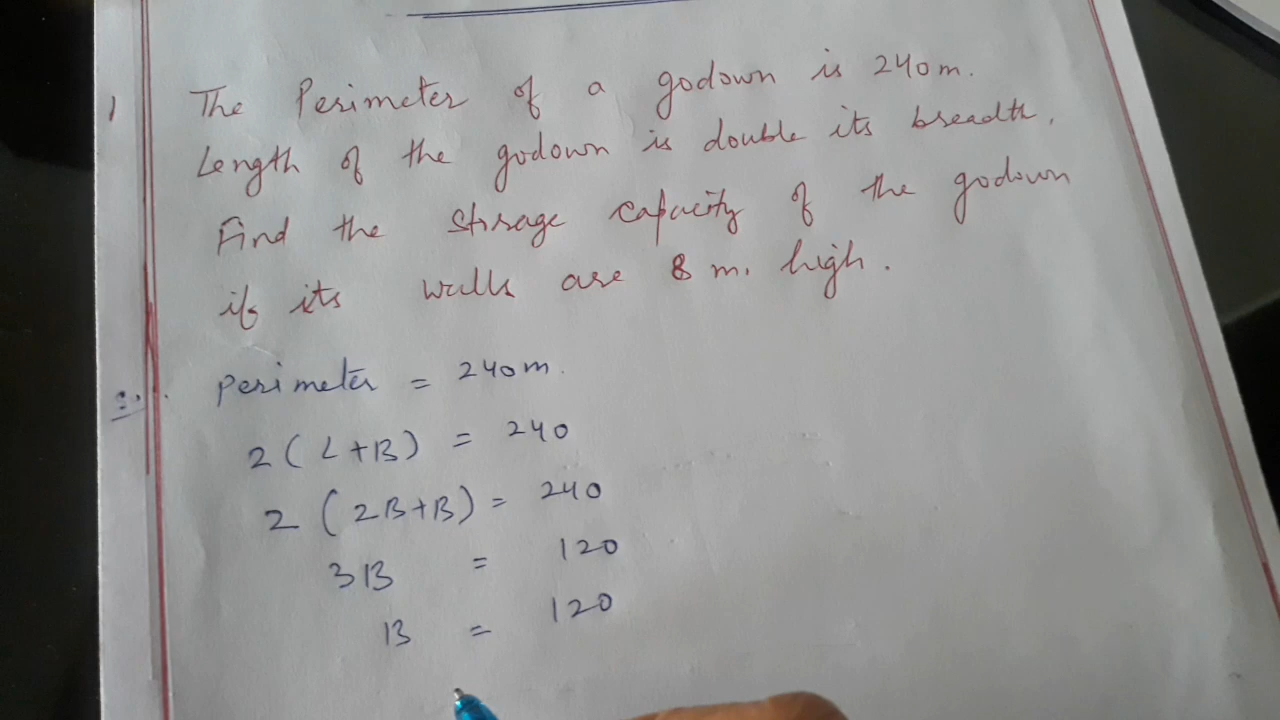 1 The Perimeter of a godown is 240m.
Length of the godown is double its breadth.
Find the storage capacity of the godown
if its walls are 8 m. high.
Perimeter = 240m.
2(L+B) = 240
2(2B+B) = 240
3B = 120
B = 120